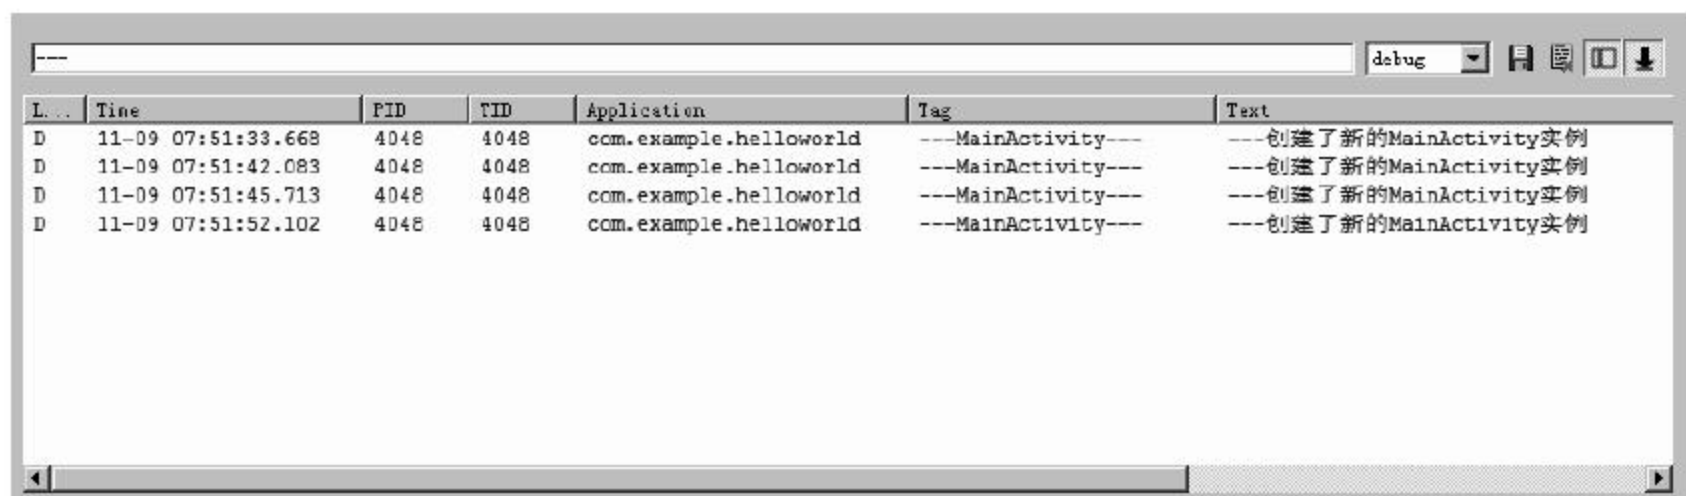 ---
debug
L... Time PID TID Application Tag Text
D 11-09 07:51:33.668 4048 4048 com.example.helloworld ---MainActivity--- ---创建了新的MainActivity实例
D 11-09 07:51:42.083 4048 4048 com.example.helloworld ---MainActivity--- ---创建了新的MainActivity实例
D 11-09 07:51:45.713 4048 4048 com.example.helloworld ---MainActivity--- ---创建了新的MainActivity实例
D 11-09 07:51:52.102 4048 4048 com.example.helloworld ---MainActivity--- ---创建了新的MainActivity实例